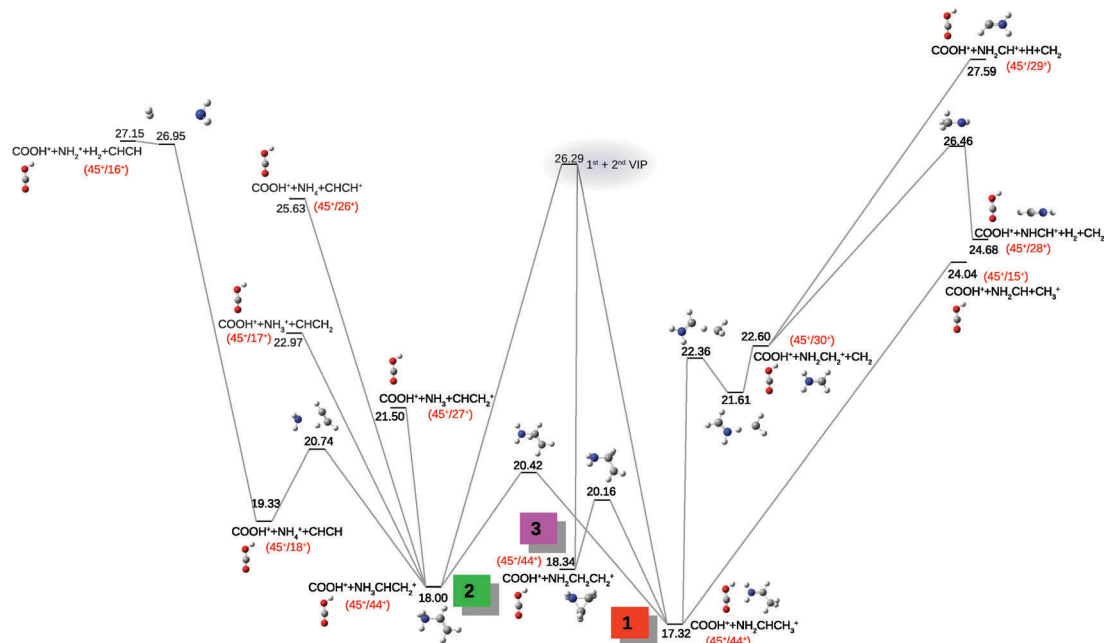 COOH⁺+NH₂CH⁺+H+CH₂
(45⁺/29⁺)
27.59
27.15
26.95
COOH⁺+NH₂⁺+H₂+CHCH
(45⁺/16⁺)
26.46
26.29
1ˢᵗ + 2ⁿᵈ VIP
COOH⁺+NH₄+CHCH⁺
25.63
(45⁺/26⁺)
COOH⁺+NHCH⁺+H₂+CH₂
(45⁺/28⁺)
24.68
24.04
(45⁺/15⁺)
COOH⁺+NH₂CH+CH₃⁺
COOH⁺+NH₃⁺+CHCH₂
(45⁺/17⁺)
22.97
22.36
22.60
(45⁺/30⁺)
COOH⁺+NH₂CH₂⁺+CH₂
21.61
COOH⁺+NH₃+CHCH₂⁺
21.50
(45⁺/27⁺)
20.74
20.42
20.16
19.33
COOH⁺+NH₄⁺+CHCH
(45⁺/18⁺)
3
(45⁺/44⁺)
18.34
COOH⁺+NH₂CH₂CH₂⁺
COOH⁺+NH₃CHCH₂⁺
(45⁺/44⁺)
18.00
2
1
17.32
COOH⁺+NH₂CHCH₃⁺
(45⁺/44⁺)